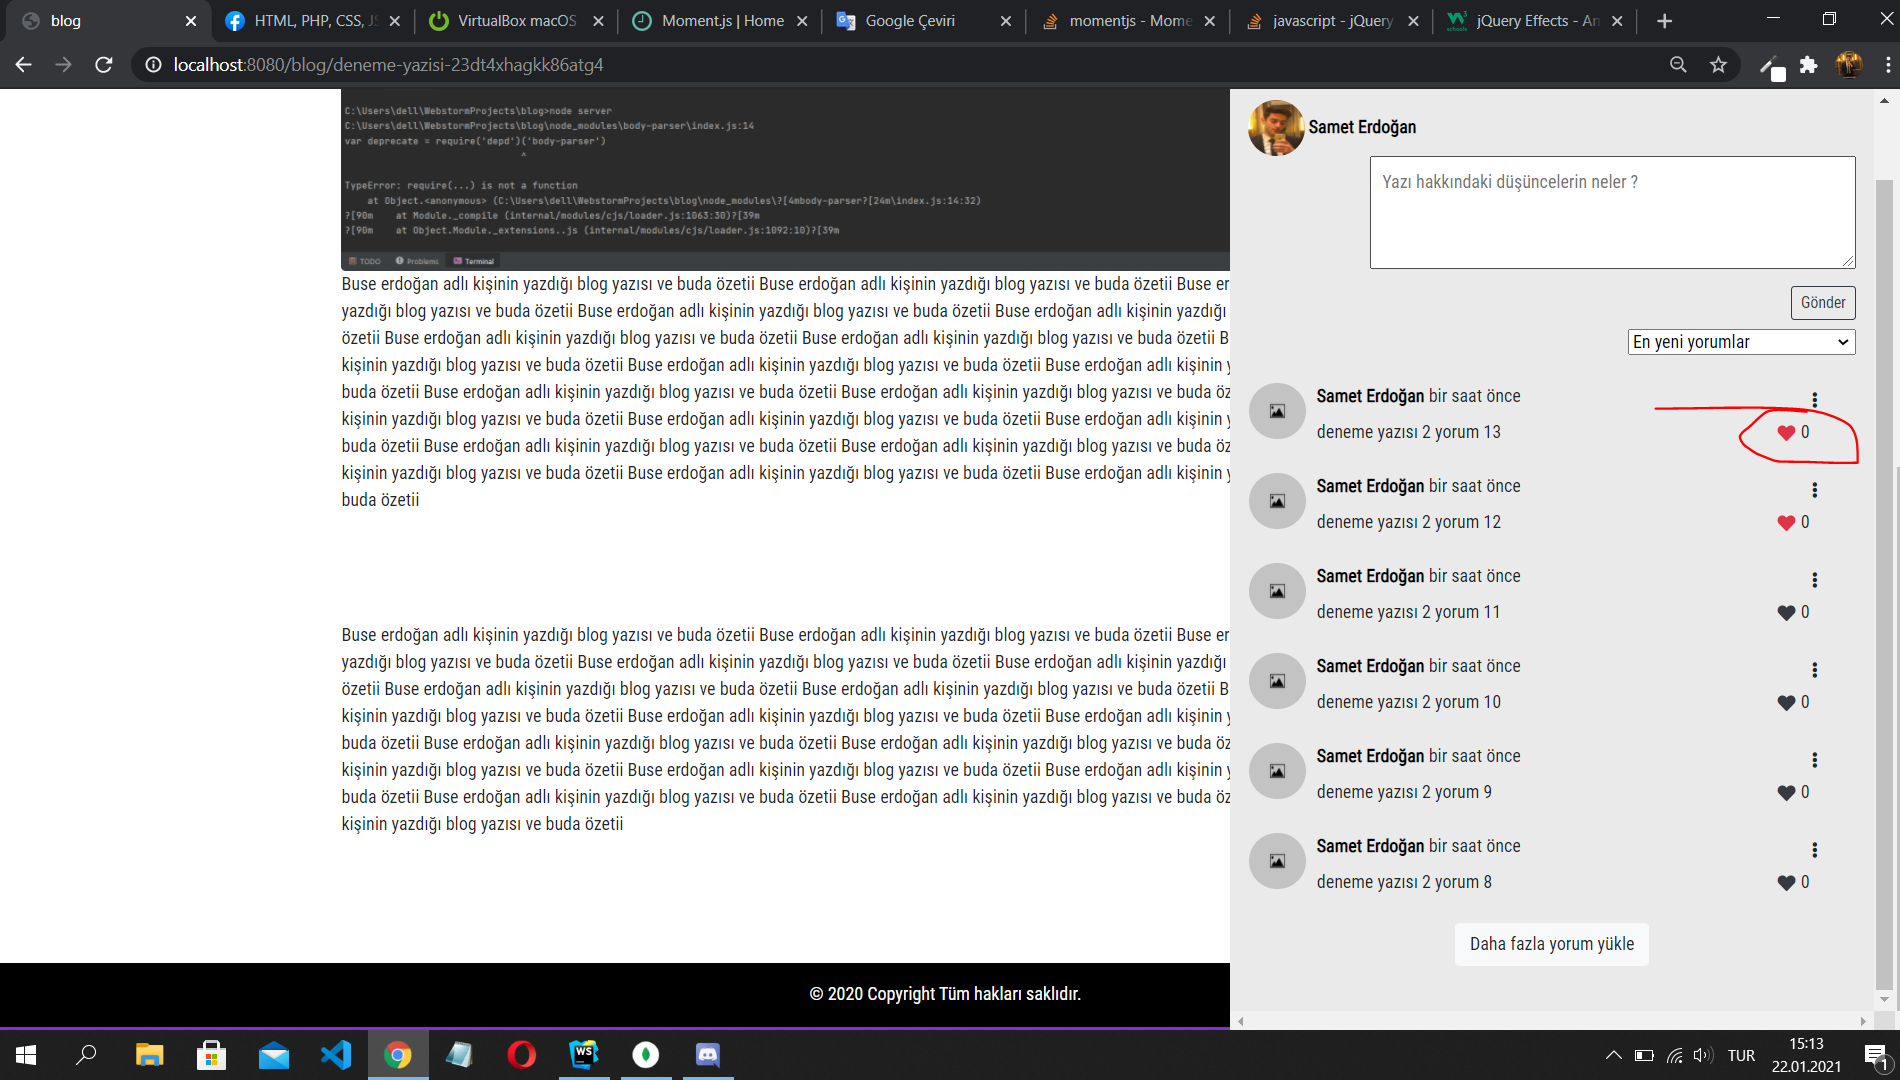 blog
HTML, PHP, CSS, JS
VirtualBox macOS
Moment.js | Home
Google Çeviri
momentjs - Mome
javascript - jQuery
jQuery Effects - An
localhost:8080/blog/deneme-yazisi-23dt4xhagkk86atg4
C:\Users\dell\WebstormProjects\blog>node server
C:\Users\dell\WebstormProjects\blog\node_modules\body-parser\index.js:14
var deprecate = require('depd')('body-parser')
^
TypeError: require(...) is not a function
at Object.<anonymous> (C:\Users\dell\WebstormProjects\blog\node_modules\?[4mbody-parser?[24m\index.js:14:32)
?[90m    at Module._compile (internal/modules/cjs/loader.js:1063:30)?[39m
?[90m    at Object.Module._extensions..js (internal/modules/cjs/loader.js:1092:10)?[39m
TODO Problems Terminal
Buse erdoğan adlı kişinin yazdığı blog yazısı ve buda özetii Buse erdoğan adlı kişinin yazdığı blog yazısı ve buda özetii Buse er
yazdığı blog yazısı ve buda özetii Buse erdoğan adlı kişinin yazdığı blog yazısı ve buda özetii Buse erdoğan adlı kişinin yazdığı
özetii Buse erdoğan adlı kişinin yazdığı blog yazısı ve buda özetii Buse erdoğan adlı kişinin yazdığı blog yazısı ve buda özetii B
kişinin yazdığı blog yazısı ve buda özetii Buse erdoğan adlı kişinin yazdığı blog yazısı ve buda özetii Buse erdoğan adlı kişinin y
buda özetii Buse erdoğan adlı kişinin yazdığı blog yazısı ve buda özetii Buse erdoğan adlı kişinin yazdığı blog yazısı ve buda öz
kişinin yazdığı blog yazısı ve buda özetii Buse erdoğan adlı kişinin yazdığı blog yazısı ve buda özetii Buse erdoğan adlı kişinin y
buda özetii Buse erdoğan adlı kişinin yazdığı blog yazısı ve buda özetii Buse erdoğan adlı kişinin yazdığı blog yazısı ve buda öz
kişinin yazdığı blog yazısı ve buda özetii Buse erdoğan adlı kişinin yazdığı blog yazısı ve buda özetii Buse erdoğan adlı kişinin y
buda özetii
Buse erdoğan adlı kişinin yazdığı blog yazısı ve buda özetii Buse erdoğan adlı kişinin yazdığı blog yazısı ve buda özetii Buse er
yazdığı blog yazısı ve buda özetii Buse erdoğan adlı kişinin yazdığı blog yazısı ve buda özetii Buse erdoğan adlı kişinin yazdığı
özetii Buse erdoğan adlı kişinin yazdığı blog yazısı ve buda özetii Buse erdoğan adlı kişinin yazdığı blog yazısı ve buda özetii B
kişinin yazdığı blog yazısı ve buda özetii Buse erdoğan adlı kişinin yazdığı blog yazısı ve buda özetii Buse erdoğan adlı kişinin y
buda özetii Buse erdoğan adlı kişinin yazdığı blog yazısı ve buda özetii Buse erdoğan adlı kişinin yazdığı blog yazısı ve buda öz
kişinin yazdığı blog yazısı ve buda özetii Buse erdoğan adlı kişinin yazdığı blog yazısı ve buda özetii Buse erdoğan adlı kişinin y
buda özetii Buse erdoğan adlı kişinin yazdığı blog yazısı ve buda özetii Buse erdoğan adlı kişinin yazdığı blog yazısı ve buda öz
kişinin yazdığı blog yazısı ve buda özetii
© 2020 Copyright Tüm hakları saklıdır.
Samet Erdoğan
Yazı hakkındaki düşüncelerin neler ?
Gönder
En yeni yorumlar
Samet Erdoğan bir saat önce
deneme yazısı 2 yorum 13 0
Samet Erdoğan bir saat önce
deneme yazısı 2 yorum 12 0
Samet Erdoğan bir saat önce
deneme yazısı 2 yorum 11 0
Samet Erdoğan bir saat önce
deneme yazısı 2 yorum 10 0
Samet Erdoğan bir saat önce
deneme yazısı 2 yorum 9 0
Samet Erdoğan bir saat önce
deneme yazısı 2 yorum 8 0
Daha fazla yorum yükle
TUR
15:13
22.01.2021
1